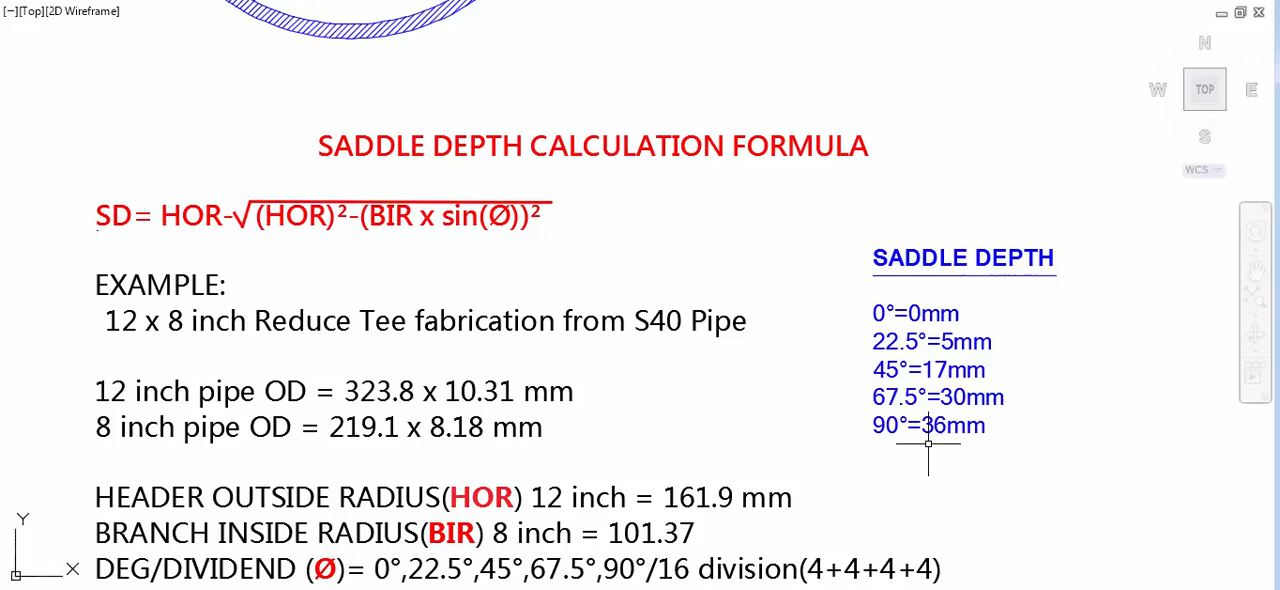 [−][Top][2D Wireframe]
N
W TOP E
S
WCS
SADDLE DEPTH CALCULATION FORMULA
SD= HOR-√(HOR)²-(BIR x sin(Ø))²
SADDLE DEPTH
EXAMPLE:
12 x 8 inch Reduce Tee fabrication from S40 Pipe
0°=0mm
22.5°=5mm
45°=17mm
67.5°=30mm
90°=36mm
12 inch pipe OD = 323.8 x 10.31 mm
8 inch pipe OD = 219.1 x 8.18 mm
HEADER OUTSIDE RADIUS(HOR) 12 inch = 161.9 mm
BRANCH INSIDE RADIUS(BIR) 8 inch = 101.37
DEG/DIVIDEND (Ø)= 0°,22.5°,45°,67.5°,90°/16 division(4+4+4+4)
Y
X